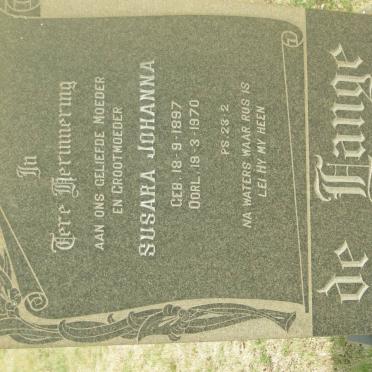 In
Tere Herinnering
AAN ONS GELIEFDE MOEDER
EN GROOTMOEDER
SUSARA JOHANNA
GEB. 18-9-1897
OORL. 19-3-1970
PS. 23-2
NA WATERS WAAR RUS IS
LEI HY MY HEEN
de Lange